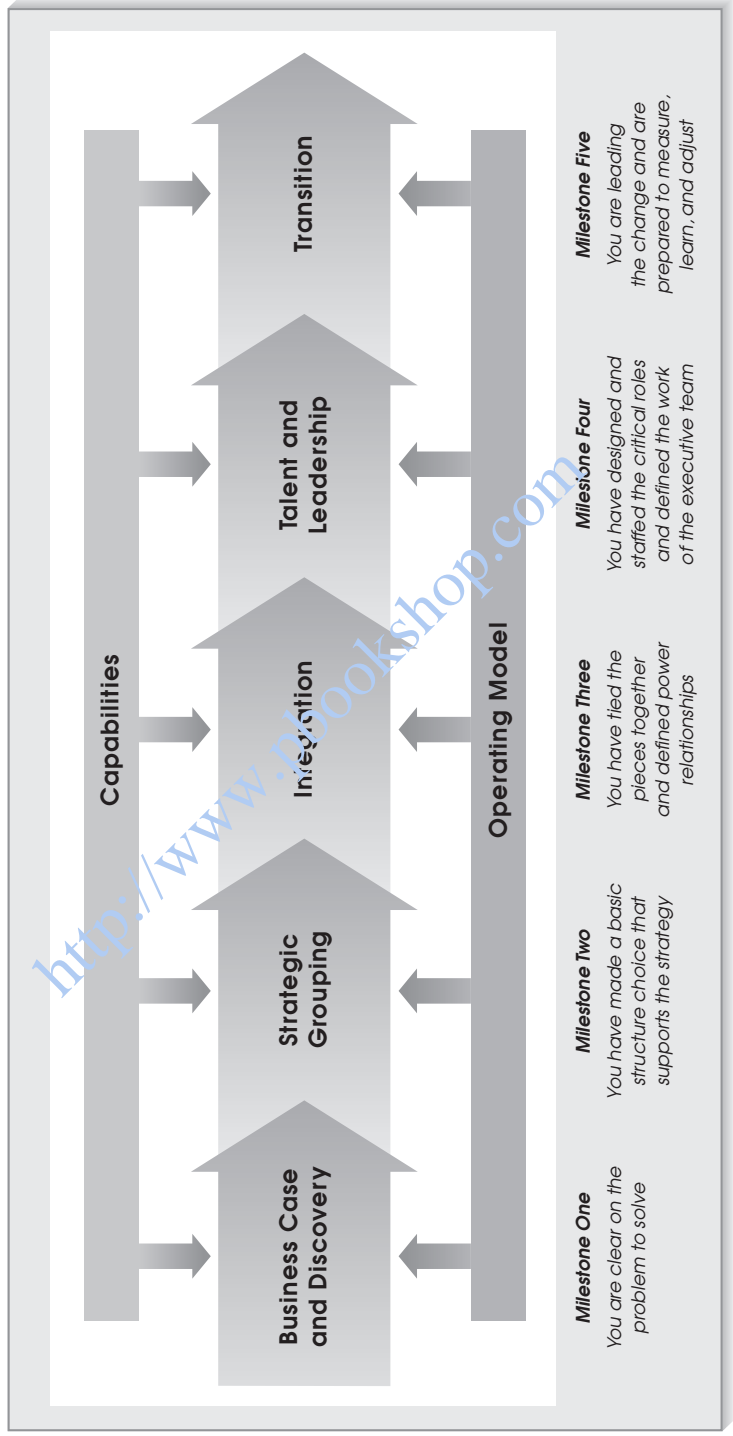 Capabilities
Business Case
and Discovery
Strategic
Grouping
Integration
Talent and
Leadership
Transition
Operating Model
Milestone One
You are clear on the
problem to solve
Milestone Two
You have made a basic
structure choice that
supports the strategy
Milestone Three
You have tied the
pieces together
and defined power
relationships
Milestone Four
You have designed and
staffed the critical roles
and defined the work
of the executive team
Milestone Five
You are leading
the change and are
prepared to measure,
learn, and adjust
http://www.pbookshop.com